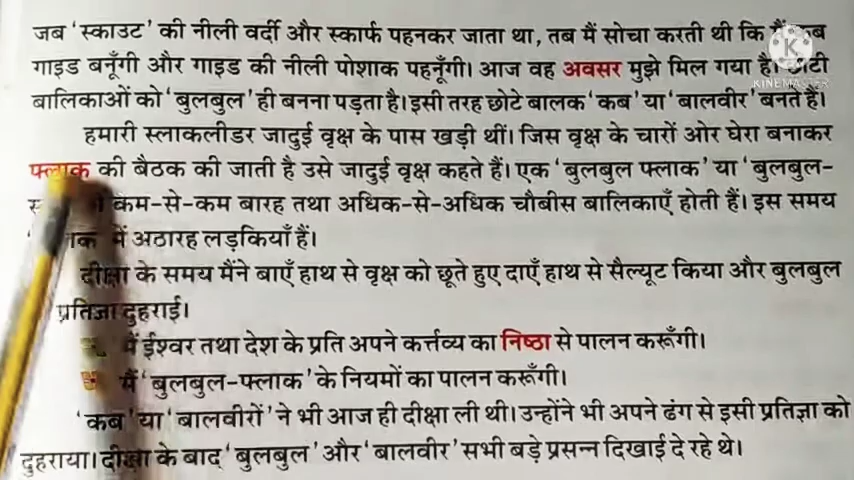 जब 'स्काउट' की नीली वर्दी और स्कार्फ पहनकर जाता था, तब मैं सोचा करती थी कि मैं कब
गाइड बनूँगी और गाइड की नीली पोशाक पहनूँगी। आज वह अवसर मुझे मिल गया है।
बालिकाओं को 'बुलबुल' ही बनना पड़ता है। इसी तरह छोटे बालक 'कब' या 'बालवीर' बनते हैं।
हमारी स्लाकलीडर जादुई वृक्ष के पास खड़ी थीं। जिस वृक्ष के चारों ओर घेरा बनाकर
फ्लाक की बैठक की जाती है उसे जादुई वृक्ष कहते हैं। एक 'बुलबुल फ्लाक' या 'बुलबुल-
कम-से-कम बारह तथा अधिक-से-अधिक चौबीस बालिकाएँ होती हैं। इस समय
में अठारह लड़कियाँ हैं।
दीक्षा के समय मैंने बाएँ हाथ से वृक्ष को छूते हुए दाएँ हाथ से सैल्यूट किया और बुलबुल
प्रतिज्ञा दुहराई।
मैं ईश्वर तथा देश के प्रति अपने कर्त्तव्य का निष्ठा से पालन करूँगी।
मैं 'बुलबुल-फ्लाक' के नियमों का पालन करूँगी।
'कब' या 'बालवीरों' ने भी आज ही दीक्षा ली थी। उन्होंने भी अपने ढंग से इसी प्रतिज्ञा को
दुहराया। दीक्षा के बाद 'बुलबुल' और 'बालवीर' सभी बड़े प्रसन्न दिखाई दे रहे थे।
K
KINEMASTER